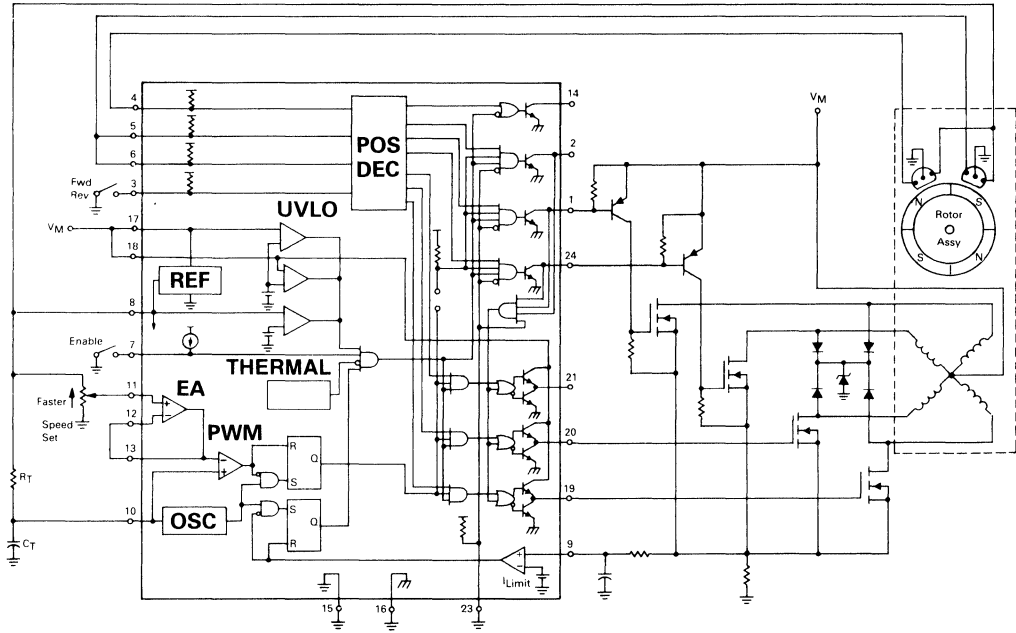 4
14
VM
5
POS
DEC
2
6
Fwd
Rev
3
1
UVLO
N
S
Rotor
Assy
S
N
VM
17
18
24
REF
8
Enable
7
THERMAL
21
11
EA
Faster
12
Speed
Set
PWM
20
13
R
Q
S
19
RT
10
OSC
S
Q
R
CT
9
ILimit
15
16
23